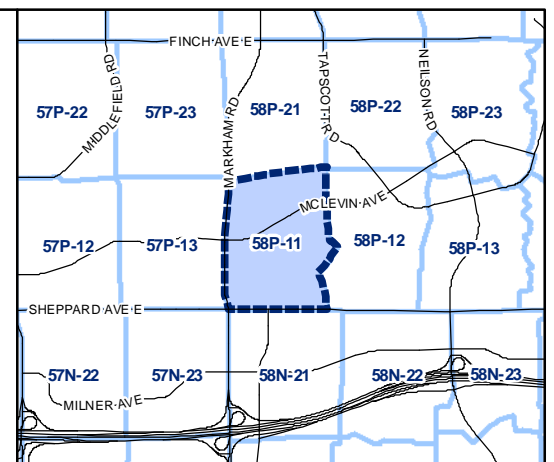 FINCH AVE E
MIDDLEFIELD RD
MARKHAM RD
TAPSCOTT RD
NEILSON RD
57P-22
57P-23
58P-21
58P-22
58P-23
MCLEVIN AVE
57P-12
57P-13
58P-11
58P-12
58P-13
SHEPPARD AVE E
57N-22
57N-23
58N-21
58N-22
58N-23
MILNER AVE